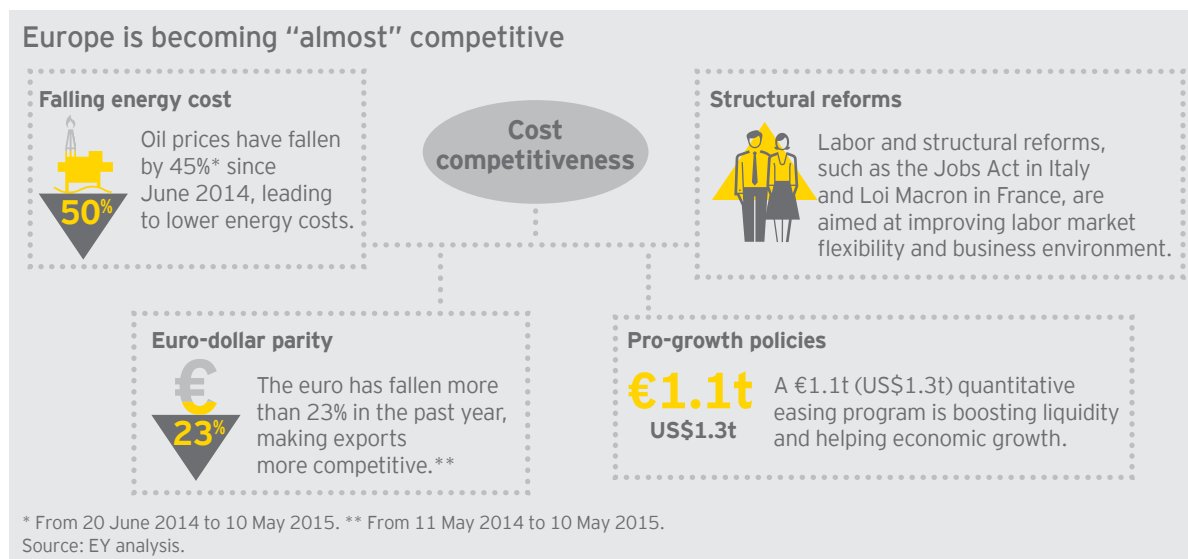 Europe is becoming “almost” competitive
Falling energy cost
50%
Oil prices have fallen
by 45%* since
June 2014, leading
to lower energy costs.
Cost
competitiveness
Structural reforms
Labor and structural reforms,
such as the Jobs Act in Italy
and Loi Macron in France, are
aimed at improving labor market
flexibility and business environment.
Euro-dollar parity
€
23%
The euro has fallen more
than 23% in the past year,
making exports
more competitive.**
Pro-growth policies
€1.1t
US$1.3t
A €1.1t (US$1.3t) quantitative
easing program is boosting liquidity
and helping economic growth.
* From 20 June 2014 to 10 May 2015. ** From 11 May 2014 to 10 May 2015.
Source: EY analysis.